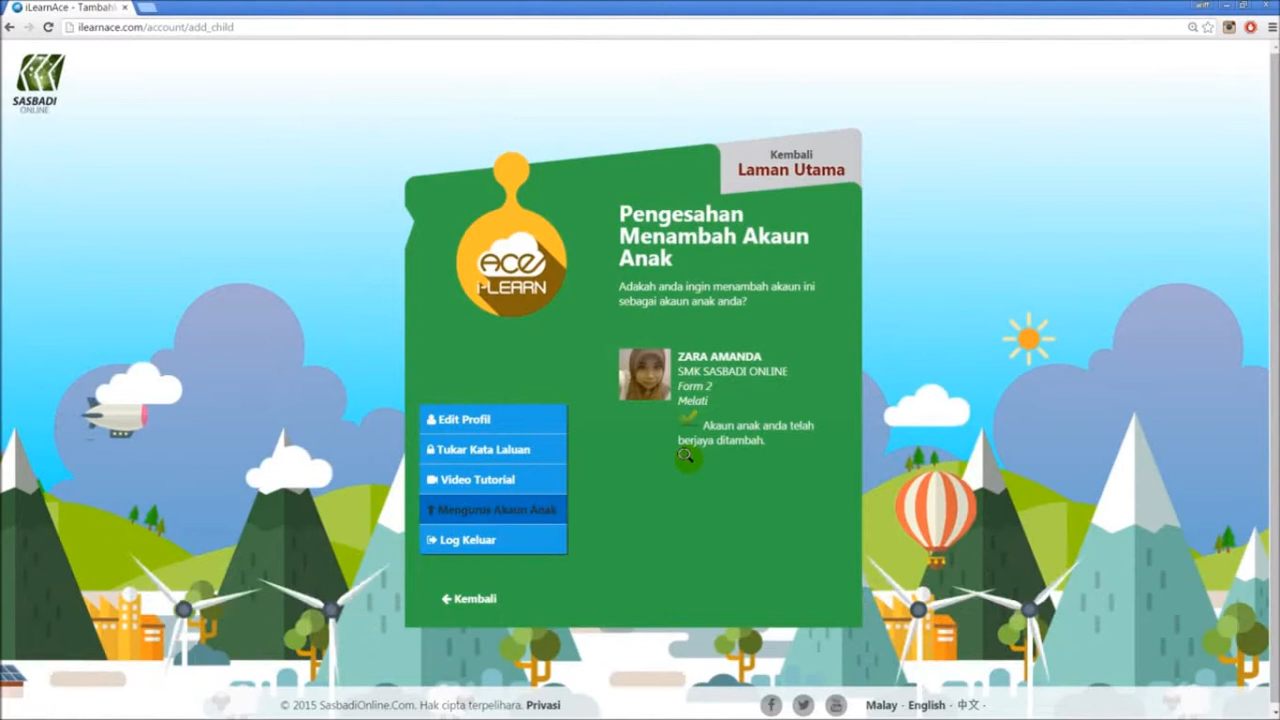 iLearnAce - Tambah
ariff
ilearnace.com/account/add_child
SASBADI
ONLINE
Kembali
Laman Utama
ACE
i-LEARN
Pengesahan
Menambah Akaun
Anak
Adakah anda ingin menambah akaun ini
sebagai akaun anak anda?
ZARA AMANDA
SMK SASBADI ONLINE
Form 2
Melati
Akaun anak anda telah
berjaya ditambah.
Edit Profil
Tukar Kata Laluan
Video Tutorial
Mengurus Akaun Anak
Log Keluar
Kembali
© 2015 SasbadiOnline.Com. Hak cipta terpelihara. Privasi
Malay · English · 中文 ·